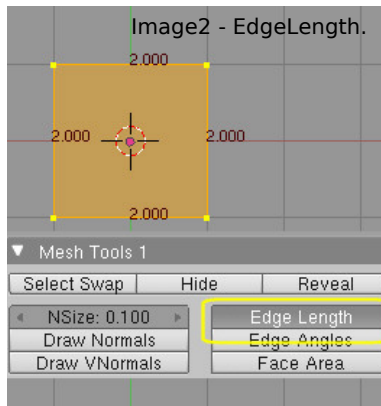 Image2 - EdgeLength.
2.000
2.000 2.000
2.000
Mesh Tools 1
Select Swap Hide Reveal
NSize: 0.100 Edge Length
Draw Normals Edge Angles
Draw VNormals Face Area